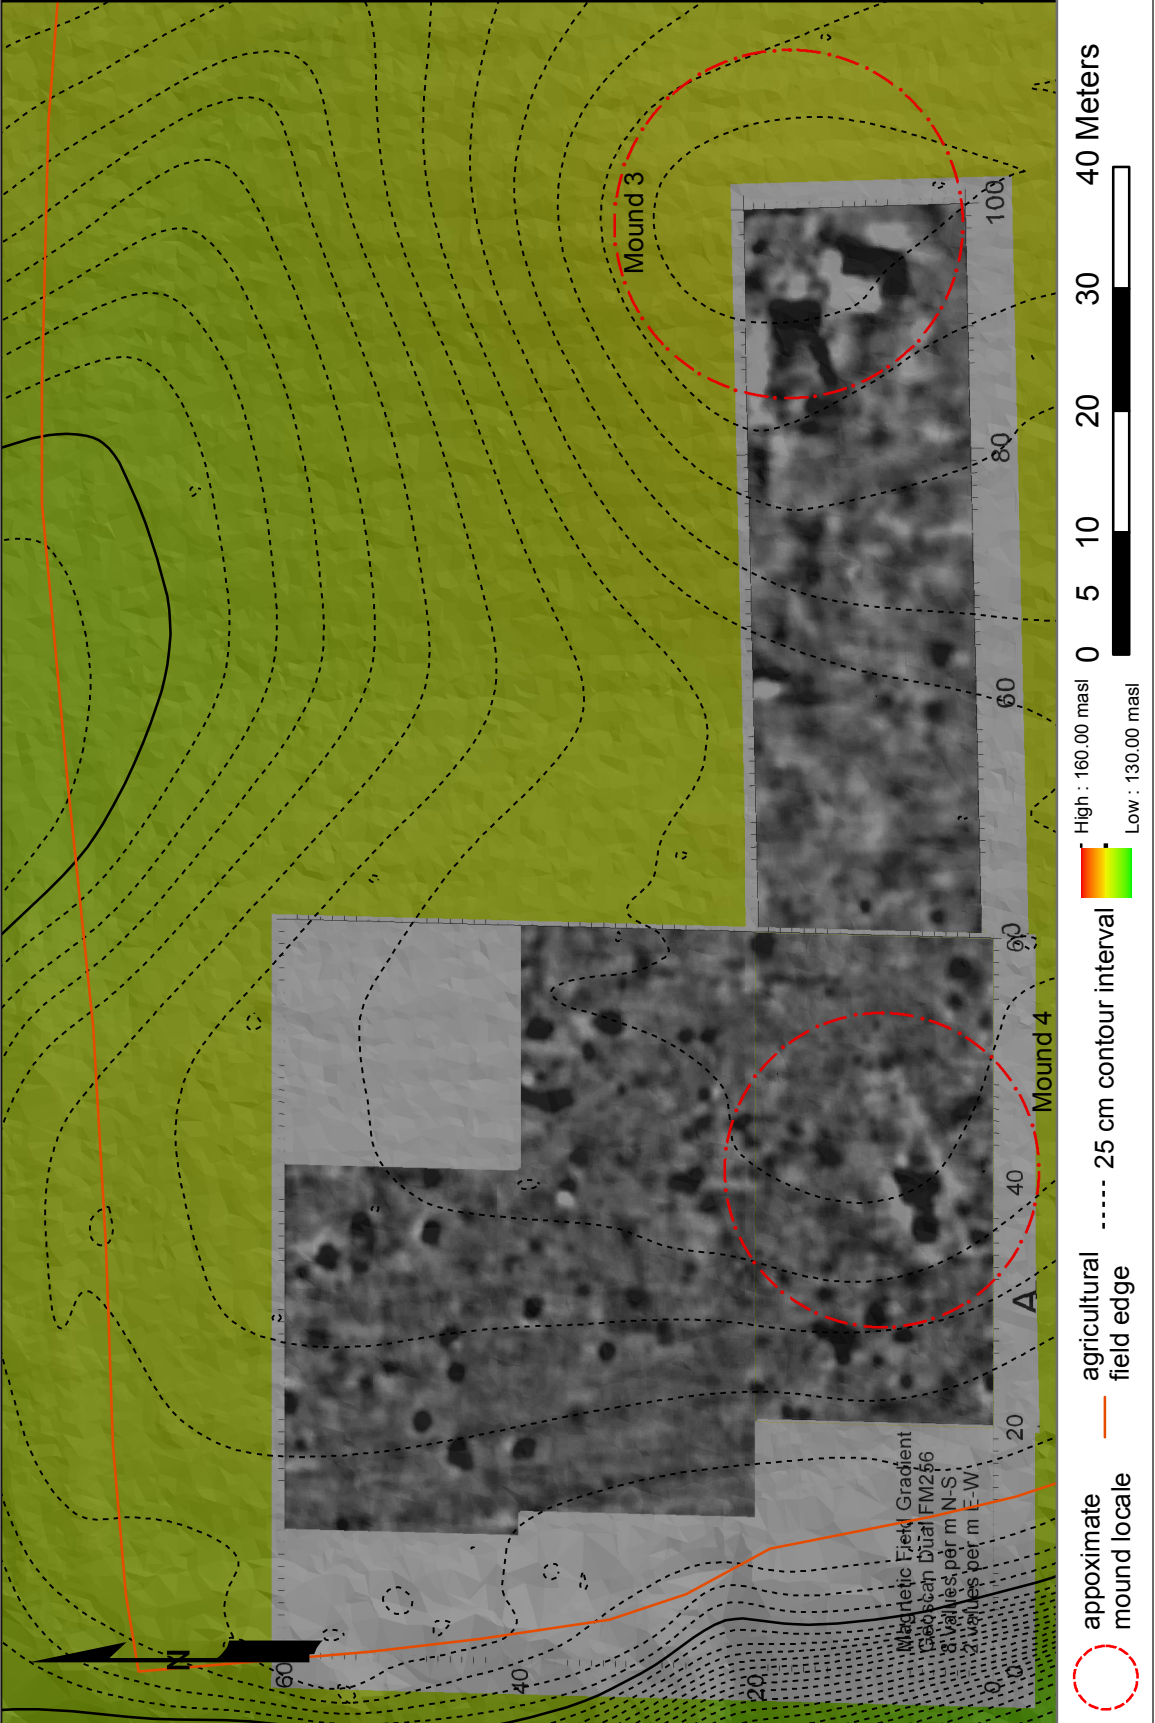 Mound 3
Mound 4
N
A
60
40
20
0
0
20
40
60
60
80
100
Magnetic Field Gradient
Geoscan Dual FM256
8 values per m N-S
2 values per m E-W
appoximate
mound locale
agricultural
field edge
25 cm contour interval
High : 160.00 masl
Low : 130.00 masl
0 5 10 20 30 40 Meters